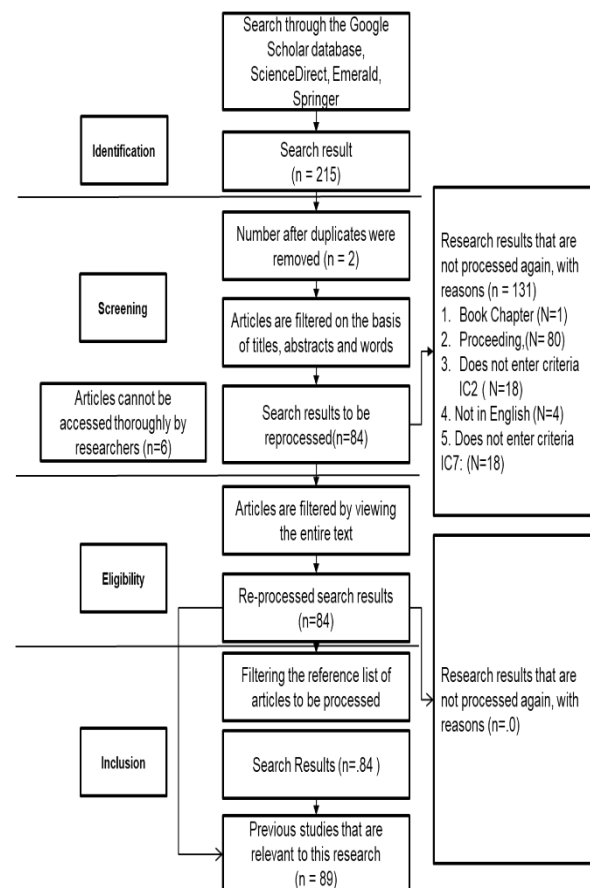 Search through the Google
Scholar database,
ScienceDirect, Emerald,
Springer
Identification
Search result
(n = 215)
Number after duplicates were
removed (n = 2)
Screening
Articles are filtered on the basis
of titles, abstracts and words
Articles cannot be
accessed thoroughly by
researchers (n=6)
Search results to be
reprocessed(n=84)
Research results that are
not processed again, with
reasons (n = 131)
1. Book Chapter (N=1)
2. Proceeding,(N= 80)
3. Does not enter criteria
IC2 ( N=18)
4. Not in English (N=4)
5. Does not enter criteria
IC7: (N=18)
Articles are filtered by viewing
the entire text
Eligibility
Re-processed search results
(n=84)
Filtering the reference list of
articles to be processed
Research results that are
not processed again, with
reasons (n=.0)
Inclusion
Search Results (n=.84 )
Previous studies that are
relevant to this research
(n = 89)